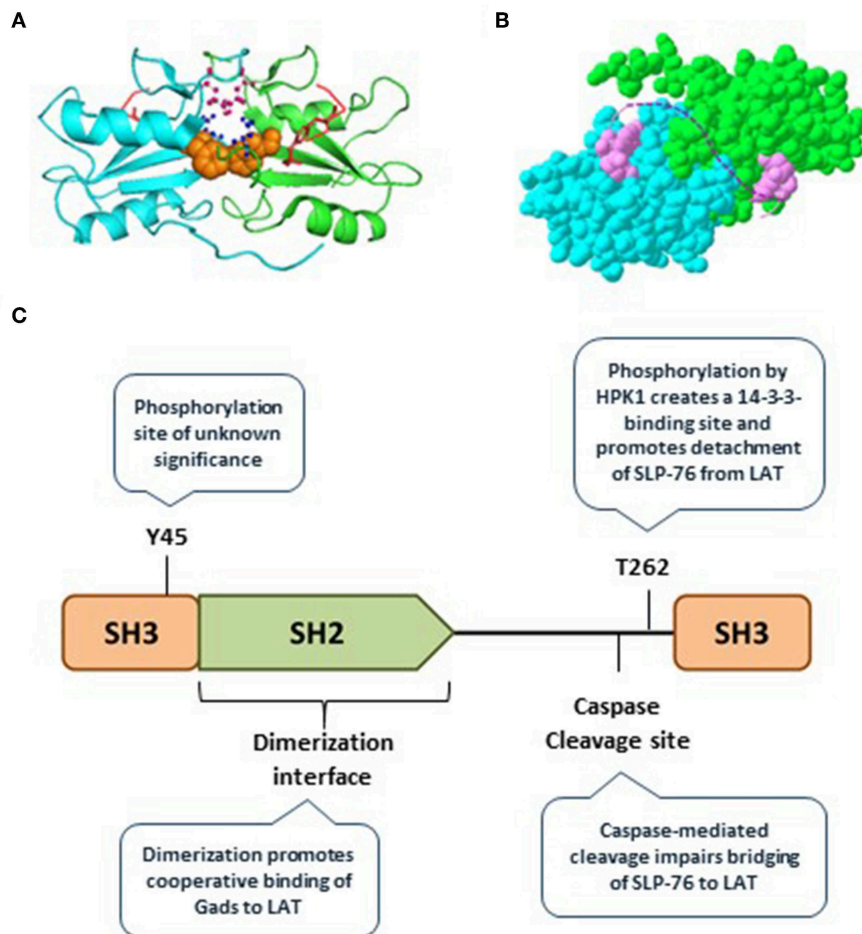 A
B
C
Phosphorylation
site of unknown
significance
Phosphorylation by
HPK1 creates a 14-3-3-
binding site and
promotes detachment
of SLP-76 from LAT
Y45
T262
SH3
SH2
SH3
Dimerization
interface
Caspase
Cleavage site
Dimerization promotes
cooperative binding of
Gads to LAT
Caspase-mediated
cleavage impairs bridging
of SLP-76 to LAT